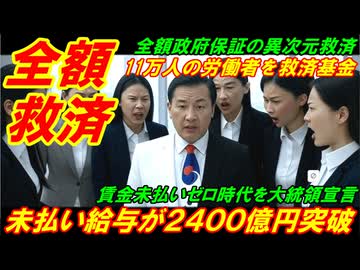 全額政府保証の異次元救済
11万人の労働者を救済基金
全額
救済
賃金未払いゼロ時代を大統領宣言
未払い給与が2400億円突破